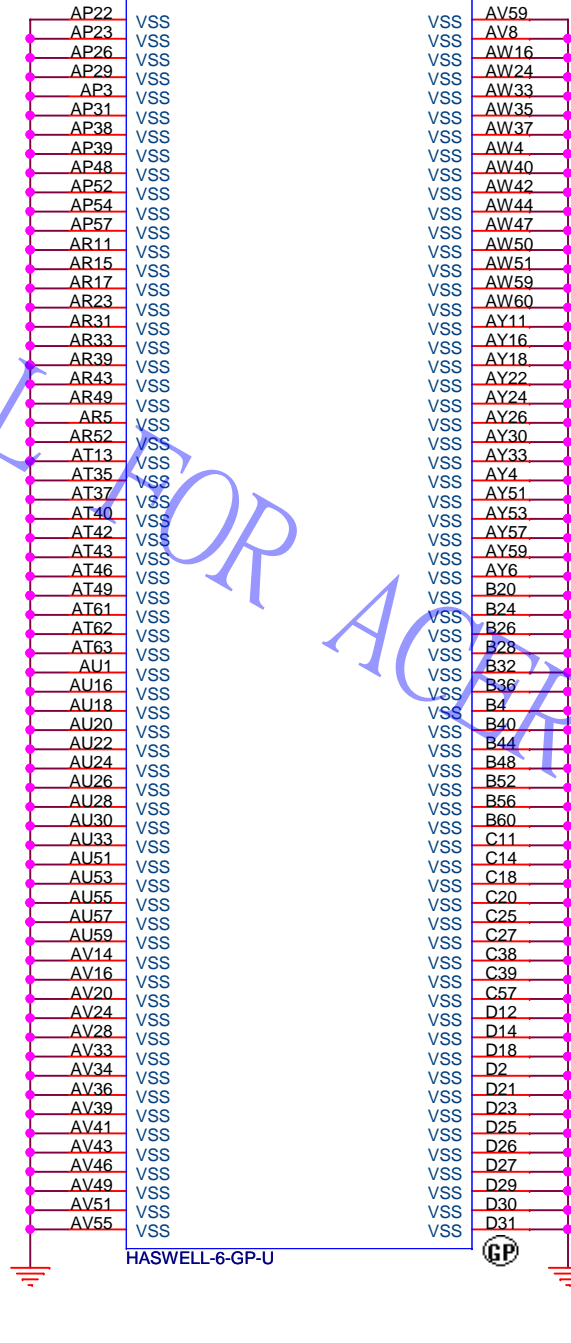 AP22 VSS VSS AV59
AP23 VSS VSS AV8
AP26 VSS VSS AW16
AP29 VSS VSS AW24
AP3 VSS VSS AW33
AP31 VSS VSS AW35
AP38 VSS VSS AW37
AP39 VSS VSS AW4
AP48 VSS VSS AW40
AP52 VSS VSS AW42
AP54 VSS VSS AW44
AP57 VSS VSS AW47
AR11 VSS VSS AW50
AR15 VSS VSS AW51
AR17 VSS VSS AW59
AR23 VSS VSS AW60
AR31 VSS VSS AY11
AR33 VSS VSS AY16
AR39 VSS VSS AY18
AR43 VSS VSS AY22
AR49 VSS VSS AY24
AR5 VSS VSS AY26
AR52 VSS VSS AY30
AT13 VSS VSS AY33
AT35 VSS VSS AY4
AT37 VSS VSS AY51
AT40 VSS VSS AY53
AT42 VSS VSS AY57
AT43 VSS VSS AY59
AT46 VSS VSS AY6
AT49 VSS VSS B20
AT61 VSS VSS B24
AT62 VSS VSS B26
AT63 VSS VSS B28
AU1 VSS VSS B32
AU16 VSS VSS B36
AU18 VSS VSS B4
AU20 VSS VSS B40
AU22 VSS VSS B44
AU24 VSS VSS B48
AU26 VSS VSS B52
AU28 VSS VSS B56
AU30 VSS VSS B60
AU33 VSS VSS C11
AU51 VSS VSS C14
AU53 VSS VSS C18
AU55 VSS VSS C20
AU57 VSS VSS C25
AU59 VSS VSS C27
AV14 VSS VSS C38
AV16 VSS VSS C39
AV20 VSS VSS C57
AV24 VSS VSS D12
AV28 VSS VSS D14
AV33 VSS VSS D18
AV34 VSS VSS D2
AV36 VSS VSS D21
AV39 VSS VSS D23
AV41 VSS VSS D25
AV43 VSS VSS D26
AV46 VSS VSS D27
AV49 VSS VSS D29
AV51 VSS VSS D30
AV55 VSS VSS D31
HASWELL-6-GP-U
GP
FOR ACER